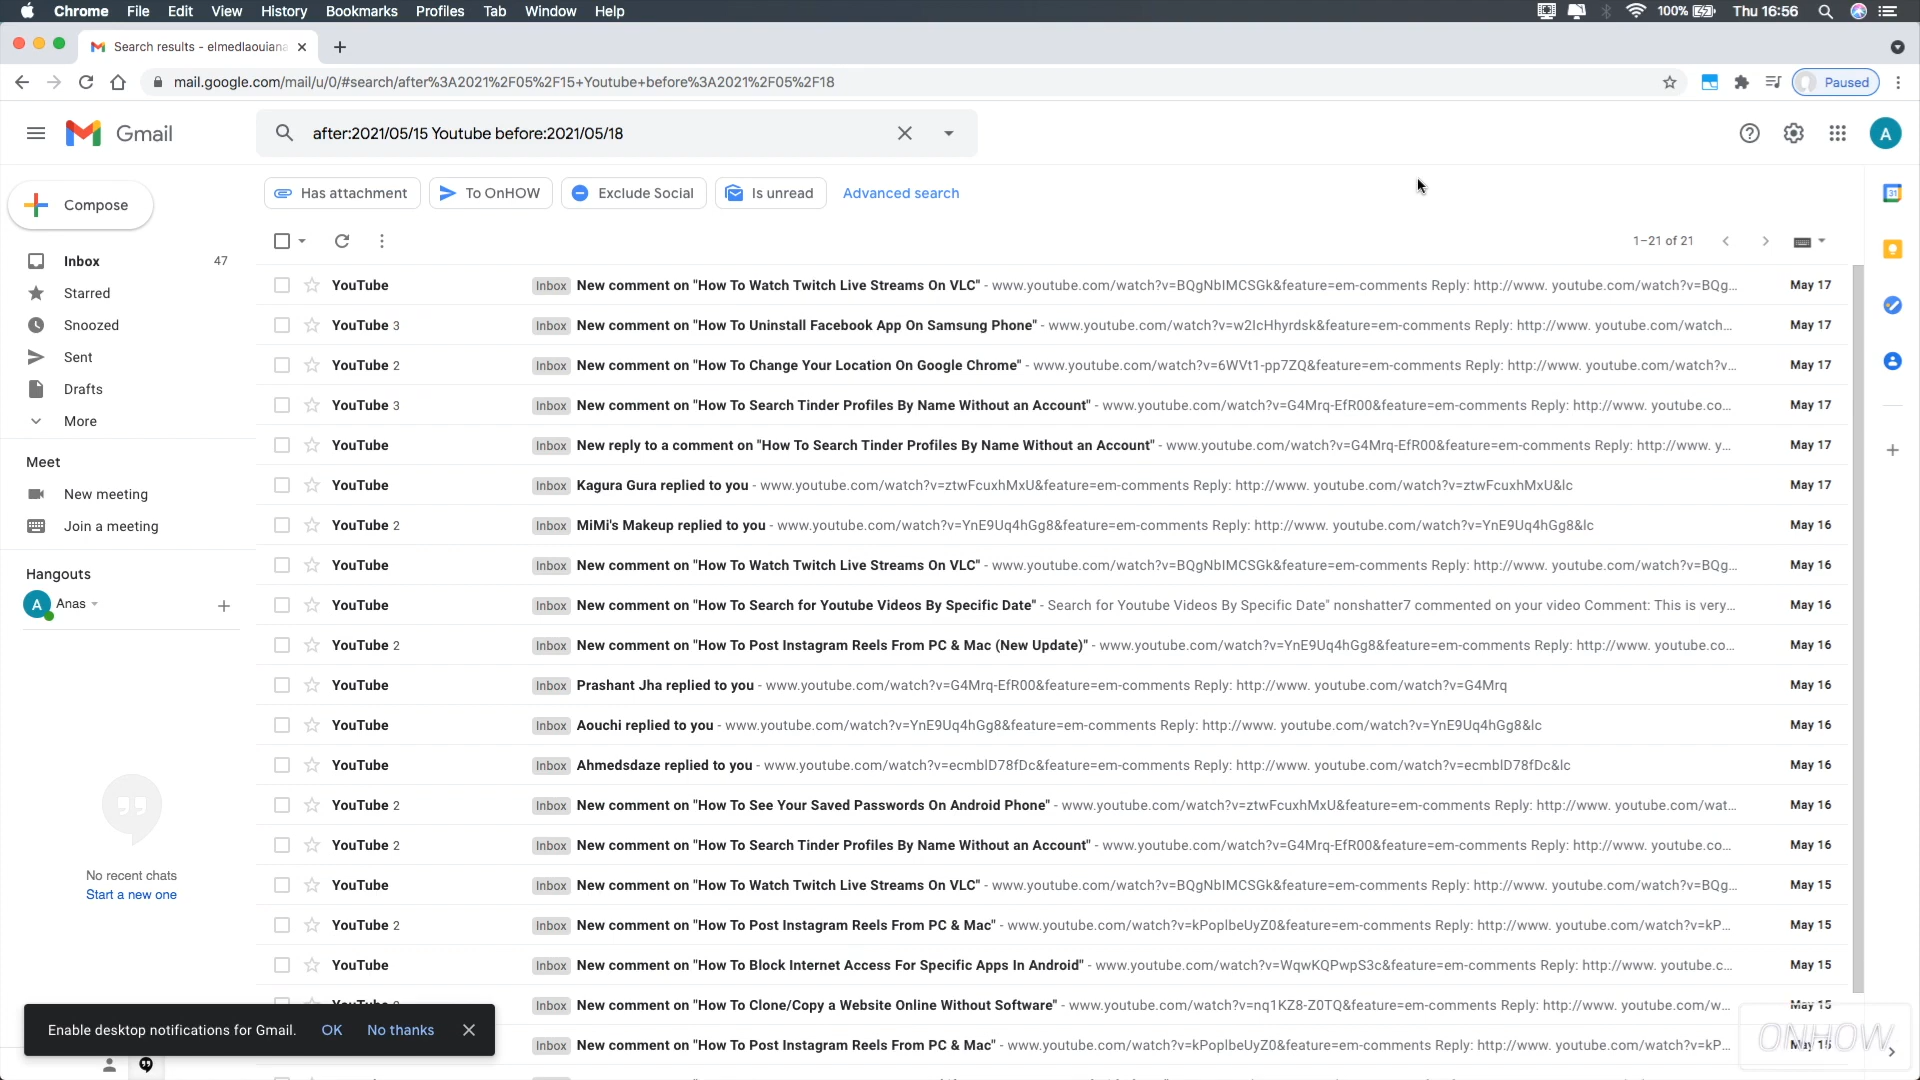 Chrome File Edit View History Bookmarks Profiles Tab Window Help 100% Thu 16:56
Search results - elmedlaouiana
mail.google.com/mail/u/0/#search/after%3A2021%2F05%2F15+Youtube+before%3A2021%2F05%2F18 Paused
Gmail after:2021/05/15 Youtube before:2021/05/18 A
Has attachment To OnHOW Exclude Social Is unread Advanced search
Compose
1–21 of 21
Inbox 47
Starred
Snoozed
Sent
Drafts
More
Meet
New meeting
Join a meeting
Hangouts
A Anas
No recent chats
Start a new one
YouTube Inbox New comment on "How To Watch Twitch Live Streams On VLC" - www.youtube.com/watch?v=BQgNbIMCSGk&feature=em-comments Reply: http://www. youtube.com/watch?v=BQg... May 17
YouTube 3 Inbox New comment on "How To Uninstall Facebook App On Samsung Phone" - www.youtube.com/watch?v=w2IcHhyrdsk&feature=em-comments Reply: http://www. youtube.com/watch... May 17
YouTube 2 Inbox New comment on "How To Change Your Location On Google Chrome" - www.youtube.com/watch?v=6WVt1-pp7ZQ&feature=em-comments Reply: http://www. youtube.com/watch?v... May 17
YouTube 3 Inbox New comment on "How To Search Tinder Profiles By Name Without an Account" - www.youtube.com/watch?v=G4Mrq-EfR00&feature=em-comments Reply: http://www. youtube.co... May 17
YouTube Inbox New reply to a comment on "How To Search Tinder Profiles By Name Without an Account" - www.youtube.com/watch?v=G4Mrq-EfR00&feature=em-comments Reply: http://www. y... May 17
YouTube Inbox Kagura Gura replied to you - www.youtube.com/watch?v=ztwFcuxhMxU&feature=em-comments Reply: http://www. youtube.com/watch?v=ztwFcuxhMxU&lc May 17
YouTube 2 Inbox MiMi's Makeup replied to you - www.youtube.com/watch?v=YnE9Uq4hGg8&feature=em-comments Reply: http://www. youtube.com/watch?v=YnE9Uq4hGg8&lc May 16
YouTube Inbox New comment on "How To Watch Twitch Live Streams On VLC" - www.youtube.com/watch?v=BQgNbIMCSGk&feature=em-comments Reply: http://www. youtube.com/watch?v=BQg... May 16
YouTube Inbox New comment on "How To Search for Youtube Videos By Specific Date" - Search for Youtube Videos By Specific Date" nonshatter7 commented on your video Comment: This is very... May 16
YouTube 2 Inbox New comment on "How To Post Instagram Reels From PC & Mac (New Update)" - www.youtube.com/watch?v=YnE9Uq4hGg8&feature=em-comments Reply: http://www. youtube.co... May 16
YouTube Inbox Prashant Jha replied to you - www.youtube.com/watch?v=G4Mrq-EfR00&feature=em-comments Reply: http://www. youtube.com/watch?v=G4Mrq May 16
YouTube Inbox Aouchi replied to you - www.youtube.com/watch?v=YnE9Uq4hGg8&feature=em-comments Reply: http://www. youtube.com/watch?v=YnE9Uq4hGg8&lc May 16
YouTube Inbox Ahmedsdaze replied to you - www.youtube.com/watch?v=ecmblD78fDc&feature=em-comments Reply: http://www. youtube.com/watch?v=ecmblD78fDc&lc May 16
YouTube 2 Inbox New comment on "How To See Your Saved Passwords On Android Phone" - www.youtube.com/watch?v=ztwFcuxhMxU&feature=em-comments Reply: http://www. youtube.com/wat... May 16
YouTube 2 Inbox New comment on "How To Search Tinder Profiles By Name Without an Account" - www.youtube.com/watch?v=G4Mrq-EfR00&feature=em-comments Reply: http://www. youtube.co... May 16
YouTube Inbox New comment on "How To Watch Twitch Live Streams On VLC" - www.youtube.com/watch?v=BQgNbIMCSGk&feature=em-comments Reply: http://www. youtube.com/watch?v=BQg... May 15
YouTube 2 Inbox New comment on "How To Post Instagram Reels From PC & Mac" - www.youtube.com/watch?v=kPoplbeUyZ0&feature=em-comments Reply: http://www. youtube.com/watch?v=kP... May 15
YouTube Inbox New comment on "How To Block Internet Access For Specific Apps In Android" - www.youtube.com/watch?v=WqwKQPwpS3c&feature=em-comments Reply: http://www. youtube.c... May 15
YouTube Inbox New comment on "How To Clone/Copy a Website Online Without Software" - www.youtube.com/watch?v=nq1KZ8-Z0TQ&feature=em-comments Reply: http://www. youtube.com/w... May 15
Inbox New comment on "How To Post Instagram Reels From PC & Mac" - www.youtube.com/watch?v=kPoplbeUyZ0&feature=em-comments Reply: http://www. youtube.com/watch?v=kP... May 15
Enable desktop notifications for Gmail. OK No thanks
ONHOW
31